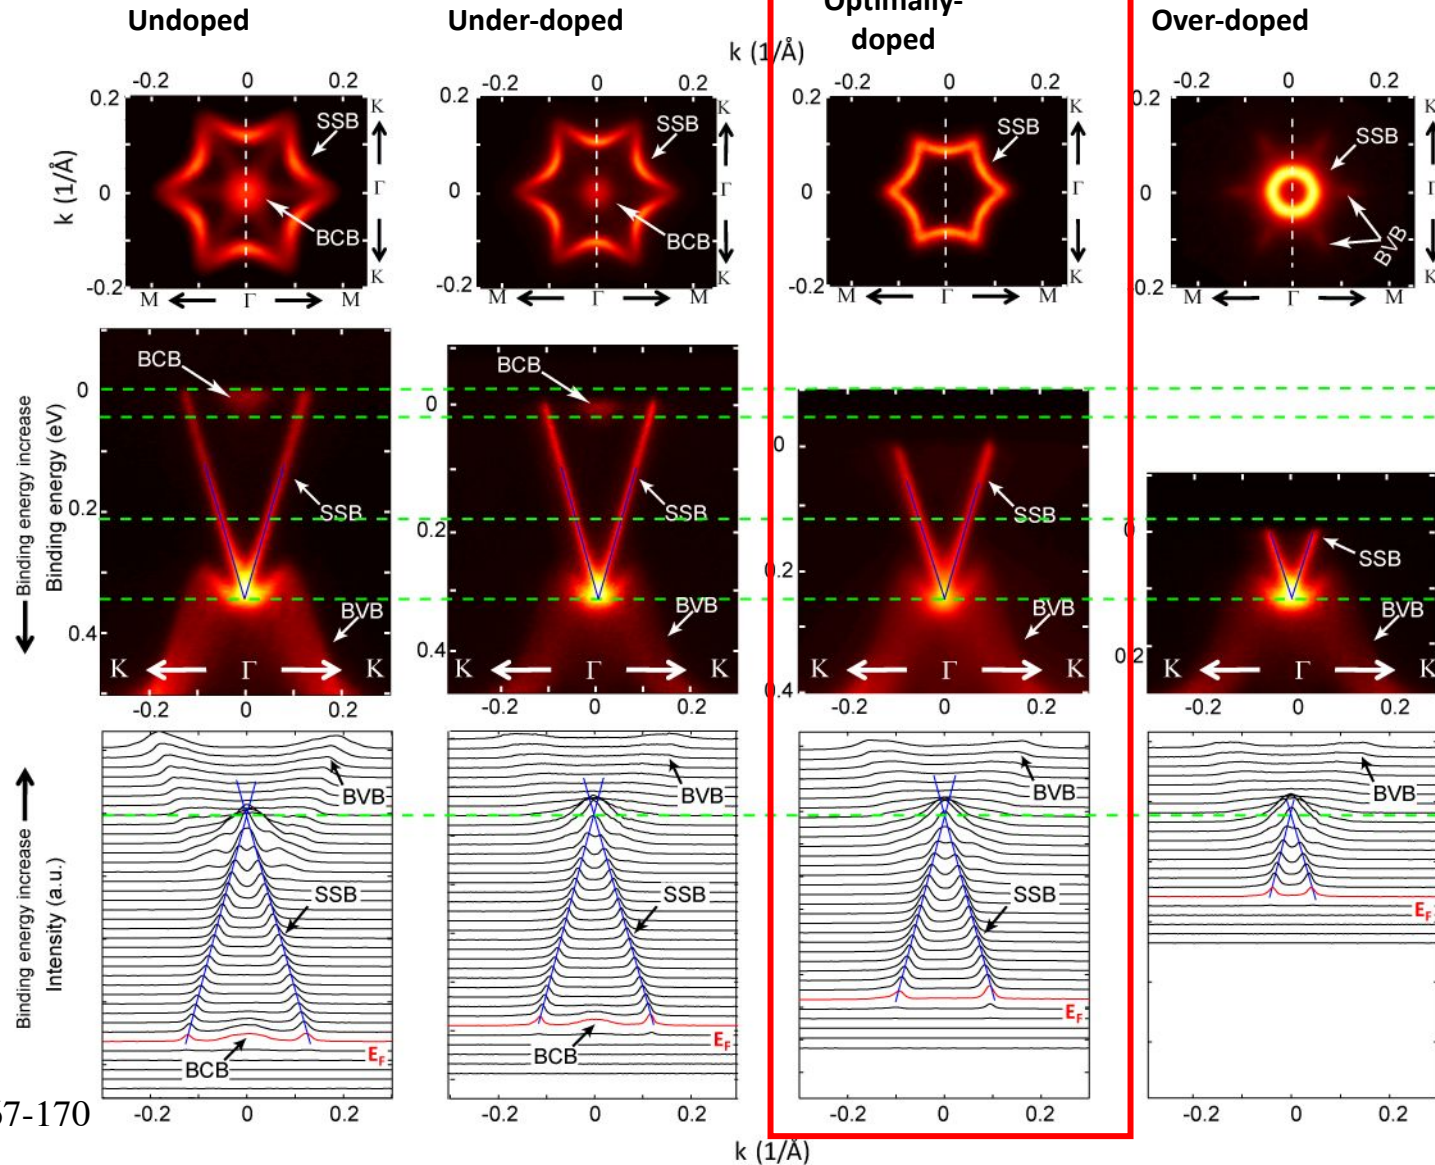 Undoped
Under-doped
Optimally-
doped
Over-doped
k (1/Å)
-0.2 0 0.2
-0.2 0 0.2
-0.2 0 0.2
-0.2 0 0.2
0.2
0
-0.2
k (1/Å)
SSB
BCB
K
Γ
K
M Γ M
0.2
0
-0.2
SSB
BCB
K
Γ
K
M Γ M
0.2
0
-0.2
SSB
K
Γ
K
M Γ M
0.2
0
0.2
SSB
BVB
K
Γ
K
M Γ M
Binding energy increase
Binding energy (eV)
0
0.2
0.4
BCB
SSB
BVB
K Γ K
-0.2 0 0.2
0
0.2
0.4
BCB
SSB
BVB
K Γ K
-0.2 0 0.2
0
0.2
0.4
SSB
BVB
K Γ K
-0.2 0 0.2
0
0.2
SSB
BVB
K Γ K
-0.2 0 0.2
Binding energy increase
Intensity (a.u.)
BVB
SSB
BCB
EF
-0.2 0 0.2
BVB
SSB
BCB
EF
-0.2 0 0.2
BVB
SSB
EF
-0.2 0 0.2
BVB
EF
-0.2 0 0.2
7-170
k (1/Å)